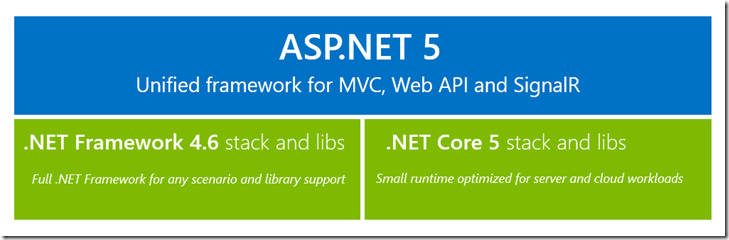 ASP.NET 5
Unified framework for MVC, Web API and SignalR
.NET Framework 4.6 stack and libs
Full .NET Framework for any scenario and library support
.NET Core 5 stack and libs
Small runtime optimized for server and cloud workloads